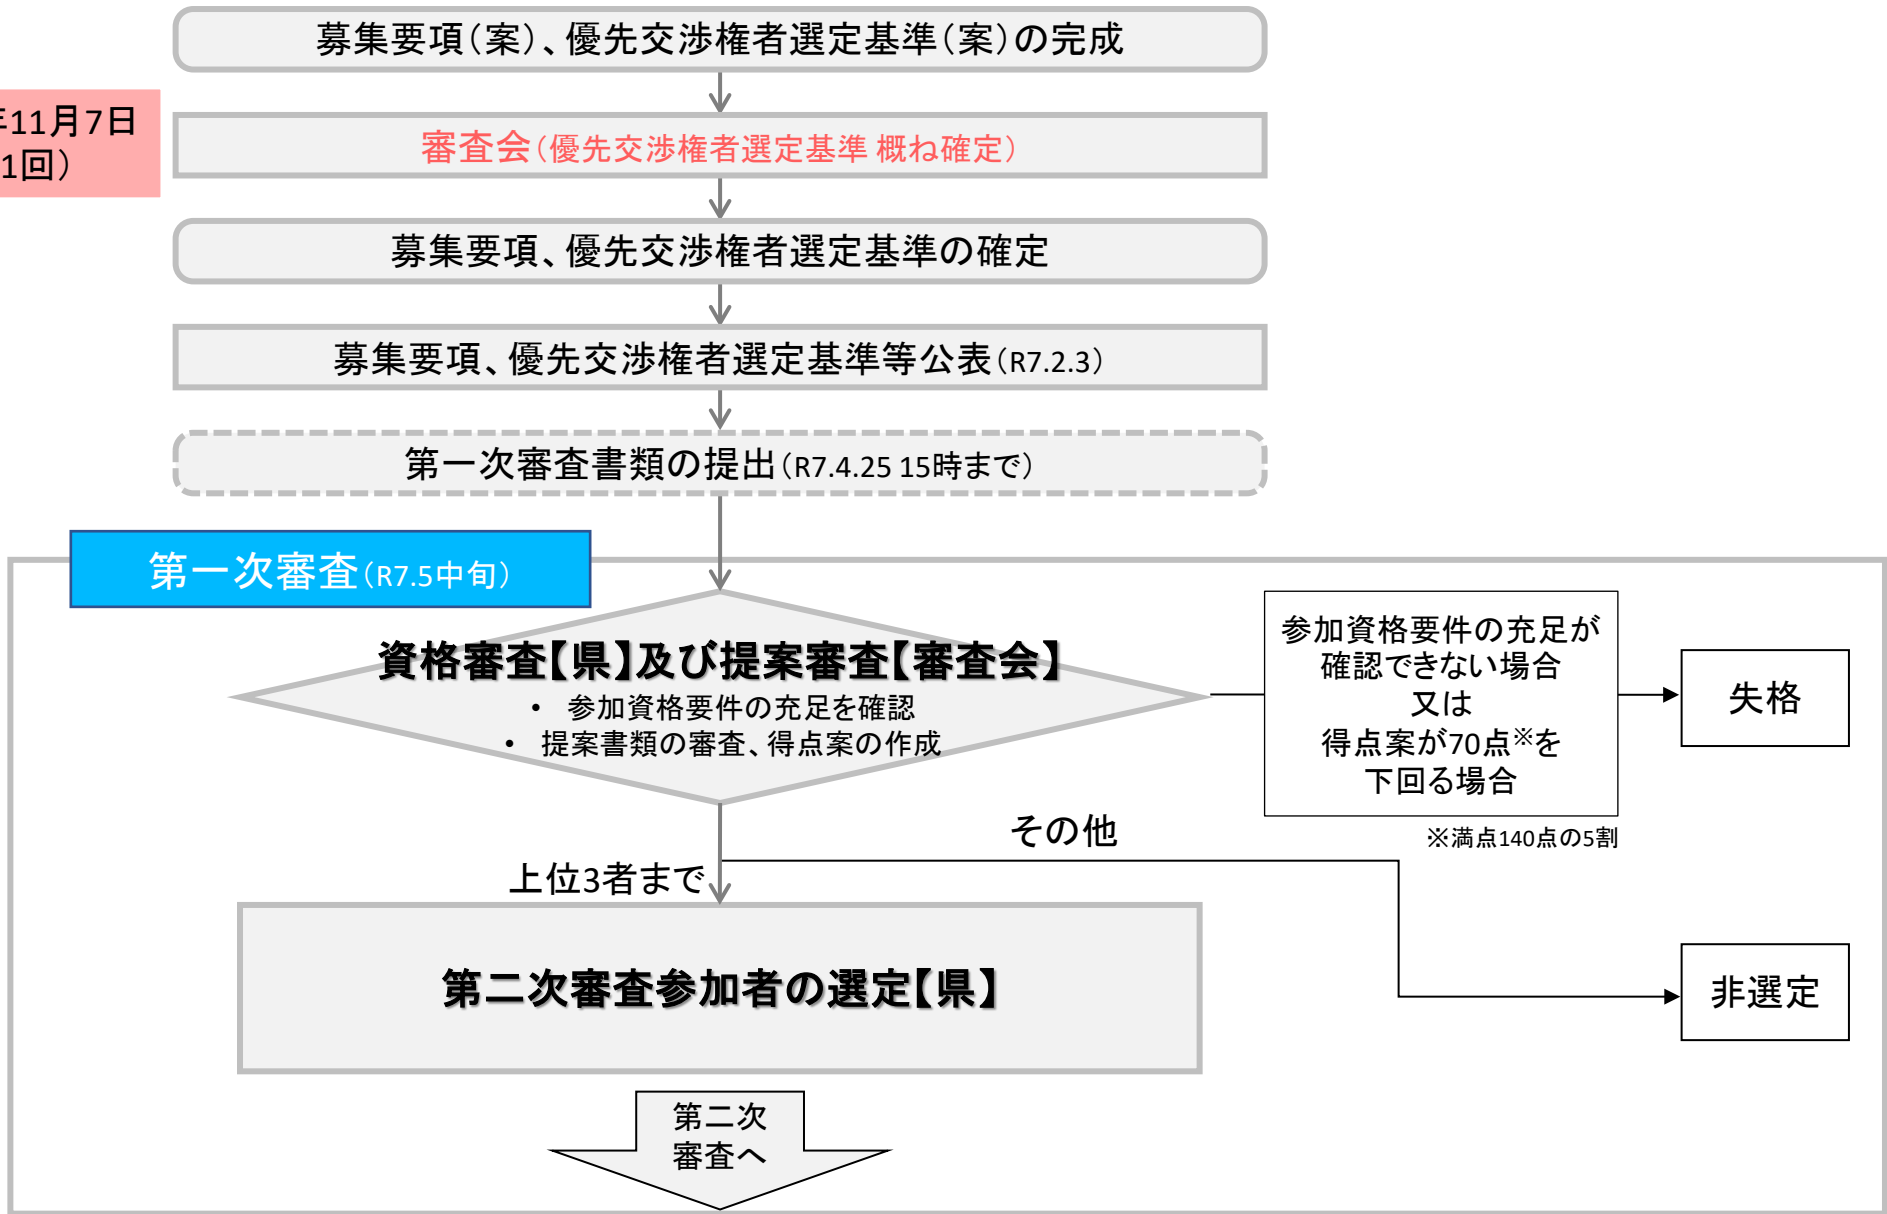 募集要項（案）、優先交渉権者選定基準（案）の完成
年11月7日
1回）
審査会（優先交渉権者選定基準 概ね確定）
募集要項、優先交渉権者選定基準の確定
募集要項、優先交渉権者選定基準等公表（R7.2.3）
第一次審査書類の提出（R7.4.25 15時まで）
第一次審査（R7.5中旬）
資格審査【県】及び提案審査【審査会】
• 参加資格要件の充足を確認
• 提案書類の審査、得点案の作成
参加資格要件の充足が
確認できない場合
又は
得点案が70点※を
下回る場合
失格
※満点140点の5割
その他
上位3者まで
第二次審査参加者の選定【県】
非選定
第二次
審査へ